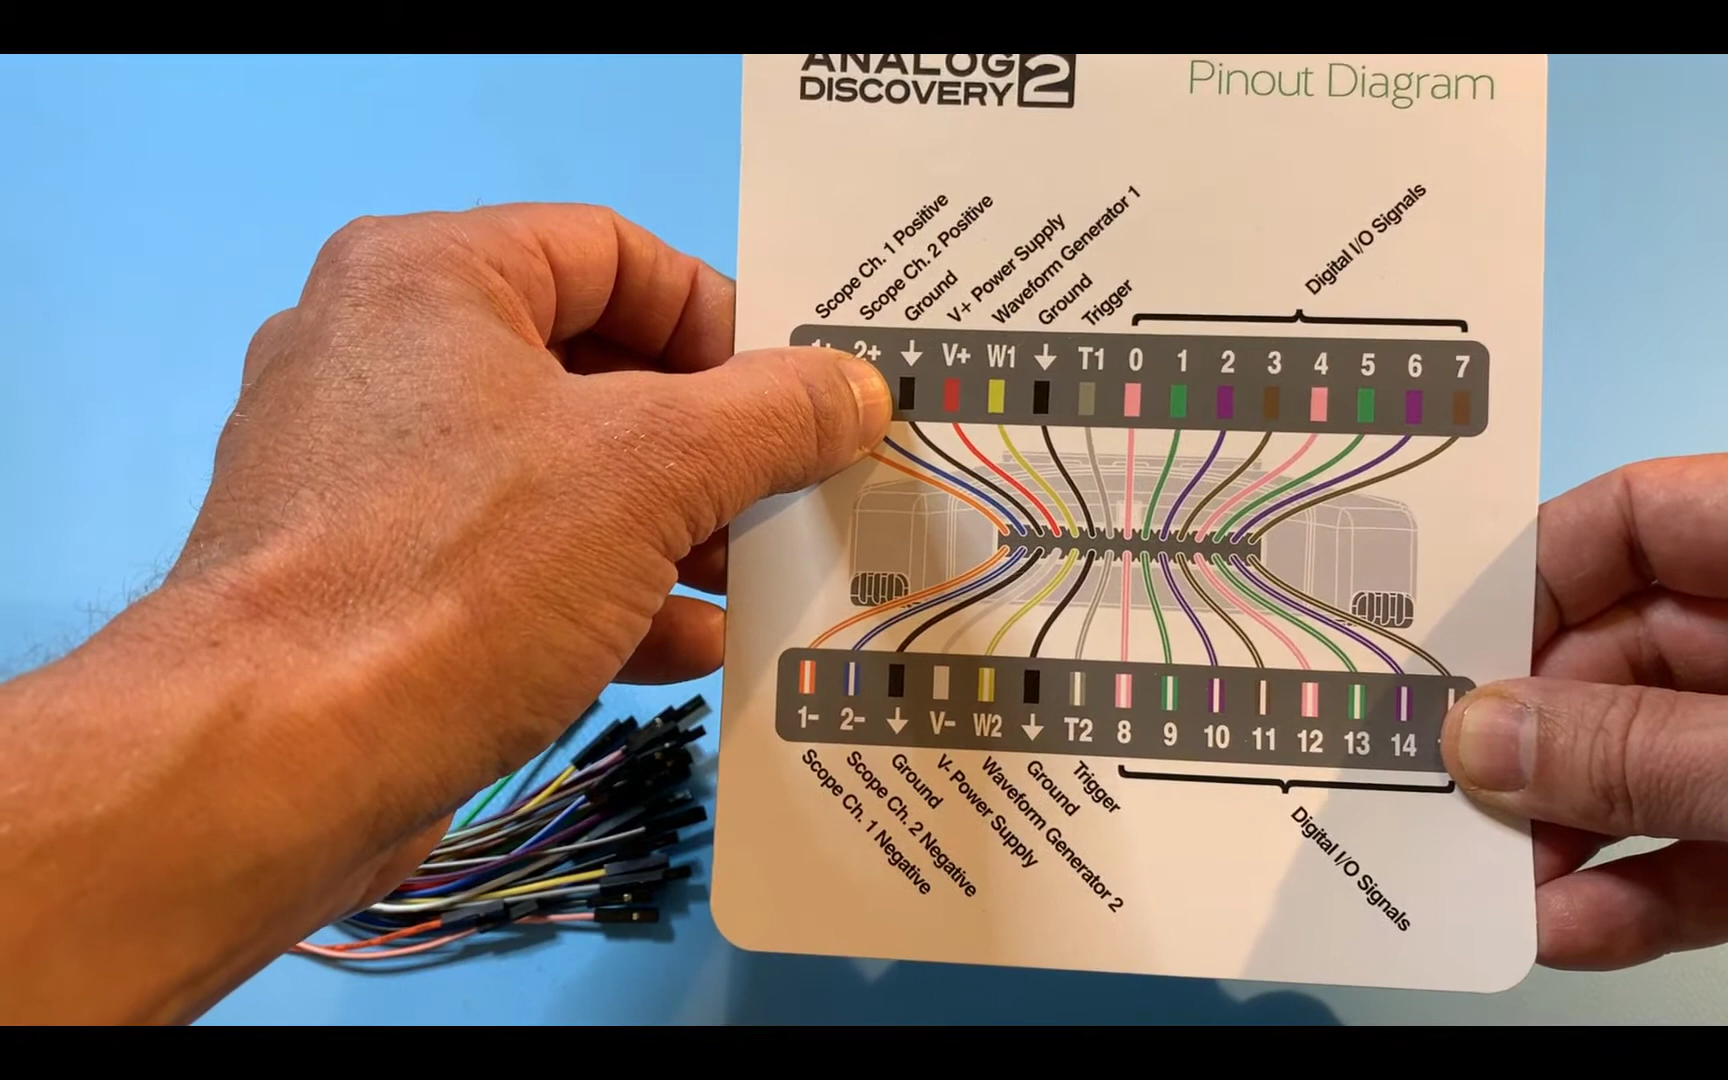 ANALOG
DISCOVERY 2
Pinout Diagram
Scope Ch. 1 Positive
Scope Ch. 2 Positive
Ground
V+ Power Supply
Waveform Generator 1
Ground
Trigger
Digital I/O Signals
1+ 2+ ↓ V+ W1 ↓ T1 0 1 2 3 4 5 6 7
1- 2- ↓ V- W2 ↓ T2 8 9 10 11 12 13 14
Scope Ch. 1 Negative
Scope Ch. 2 Negative
Ground
V- Power Supply
Waveform Generator 2
Ground
Trigger
Digital I/O Signals